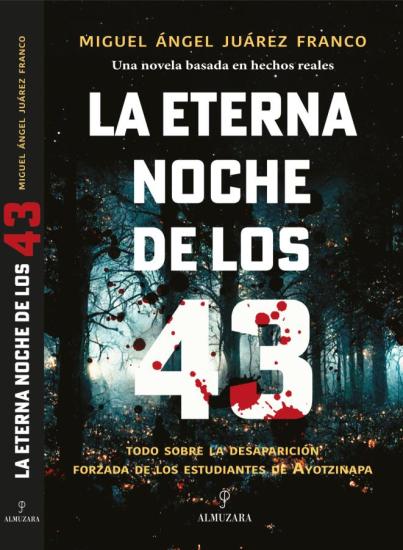 MIGUEL ÁNGEL JUÁREZ FRANCO
Una novela basada en hechos reales
LA ETERNA
NOCHE
DE LOS
43
TODO SOBRE LA DESAPARICIÓN
FORZADA DE LOS ESTUDIANTES DE AYOTZINAPA
ALMUZARA
LA ETERNA NOCHE DE LOS 43
MIGUEL ÁNGEL JUÁREZ FRANCO
ALMUZARA